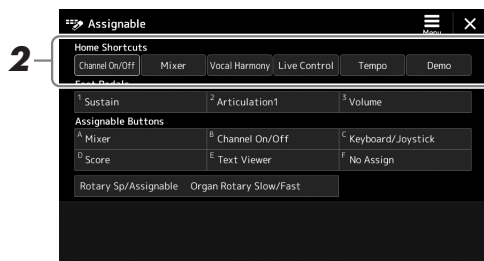 Assignable
Menu
Home Shortcuts
2
Channel On/Off Mixer Vocal Harmony Live Control Tempo Demo
Foot Pedals
1 Sustain 2 Articulation1 3 Volume
Assignable Buttons
A Mixer B Channel On/Off C Keyboard/Joystick
D Score E Text Viewer F No Assign
Rotary Sp/Assignable Organ Rotary Slow/Fast